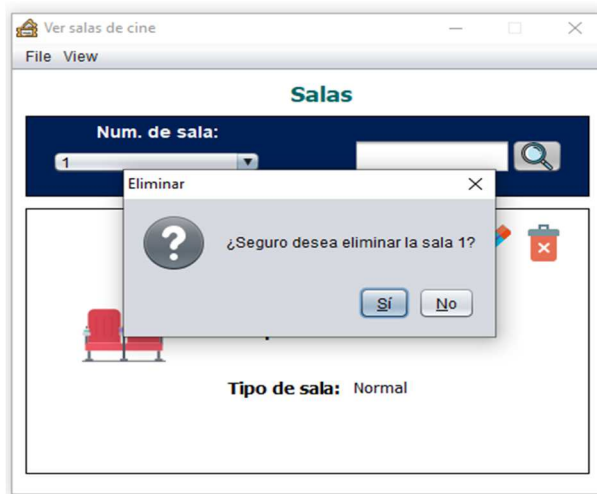 Ver salas de cine
File View
Salas
Num. de sala:
1
Eliminar
¿Seguro desea eliminar la sala 1?
Sí No
Tipo de sala: Normal